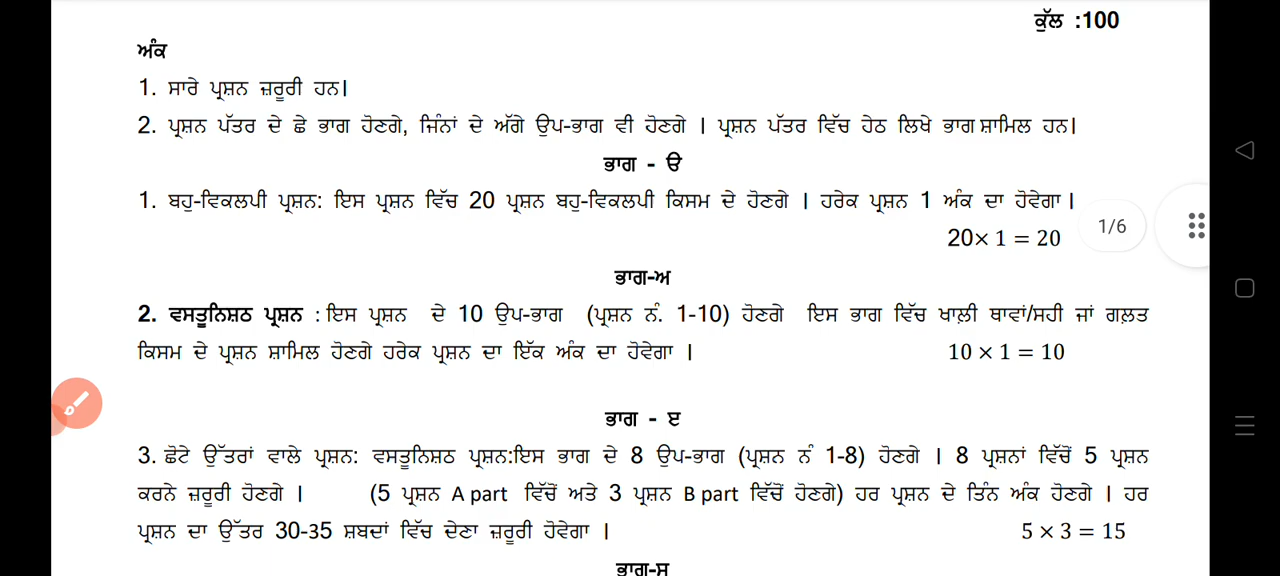 ਕੁੱਲ :100
ਅੰਕ
1. ਸਾਰੇ ਪ੍ਰਸ਼ਨ ਜ਼ਰੂਰੀ ਹਨ।
2. ਪ੍ਰਸ਼ਨ ਪੱਤਰ ਦੇ ਛੇ ਭਾਗ ਹੋਣਗੇ, ਜਿੰਨਾਂ ਦੇ ਅੱਗੇ ਉਪ-ਭਾਗ ਵੀ ਹੋਣਗੇ । ਪ੍ਰਸ਼ਨ ਪੱਤਰ ਵਿੱਚ ਹੇਠ ਲਿਖੇ ਭਾਗ ਸ਼ਾਮਿਲ ਹਨ।
ਭਾਗ - ੳ
1. ਬਹੁ-ਵਿਕਲਪੀ ਪ੍ਰਸ਼ਨ: ਇਸ ਪ੍ਰਸ਼ਨ ਵਿੱਚ 20 ਪ੍ਰਸ਼ਨ ਬਹੁ-ਵਿਕਲਪੀ ਕਿਸਮ ਦੇ ਹੋਣਗੇ । ਹਰੇਕ ਪ੍ਰਸ਼ਨ 1 ਅੰਕ ਦਾ ਹੋਵੇਗਾ ।
1/6
20× 1 = 20
ਭਾਗ-ਅ
2. ਵਸਤੂਨਿਸ਼ਠ ਪ੍ਰਸ਼ਨ : ਇਸ ਪ੍ਰਸ਼ਨ ਦੇ 10 ਉਪ-ਭਾਗ (ਪ੍ਰਸ਼ਨ ਨੰ. 1-10) ਹੋਣਗੇ ਇਸ ਭਾਗ ਵਿੱਚ ਖਾਲ਼ੀ ਥਾਵਾਂ/ਸਹੀ ਜਾਂ ਗਲਤ
ਕਿਸਮ ਦੇ ਪ੍ਰਸ਼ਨ ਸ਼ਾਮਿਲ ਹੋਣਗੇ ਹਰੇਕ ਪ੍ਰਸ਼ਨ ਦਾ ਇੱਕ ਅੰਕ ਦਾ ਹੋਵੇਗਾ । 10 × 1 = 10
ਭਾਗ - ੲ
3. ਛੋਟੇ ਉੱਤਰਾਂ ਵਾਲੇ ਪ੍ਰਸ਼ਨ: ਵਸਤੂਨਿਸ਼ਠ ਪ੍ਰਸ਼ਨ:ਇਸ ਭਾਗ ਦੇ 8 ਉਪ-ਭਾਗ (ਪ੍ਰਸ਼ਨ ਨੰ 1-8) ਹੋਣਗੇ । 8 ਪ੍ਰਸ਼ਨਾਂ ਵਿੱਚੋਂ 5 ਪ੍ਰਸ਼ਨ
ਕਰਨੇ ਜ਼ਰੂਰੀ ਹੋਣਗੇ । (5 ਪ੍ਰਸ਼ਨ A part ਵਿੱਚੋਂ ਅਤੇ 3 ਪ੍ਰਸ਼ਨ B part ਵਿੱਚੋਂ ਹੋਣਗੇ) ਹਰ ਪ੍ਰਸ਼ਨ ਦੇ ਤਿੰਨ ਅੰਕ ਹੋਣਗੇ । ਹਰ
ਪ੍ਰਸ਼ਨ ਦਾ ਉੱਤਰ 30-35 ਸ਼ਬਦਾਂ ਵਿੱਚ ਦੇਣਾ ਜ਼ਰੂਰੀ ਹੋਵੇਗਾ । 5 × 3 = 15
ਭਾਗ-ਸ